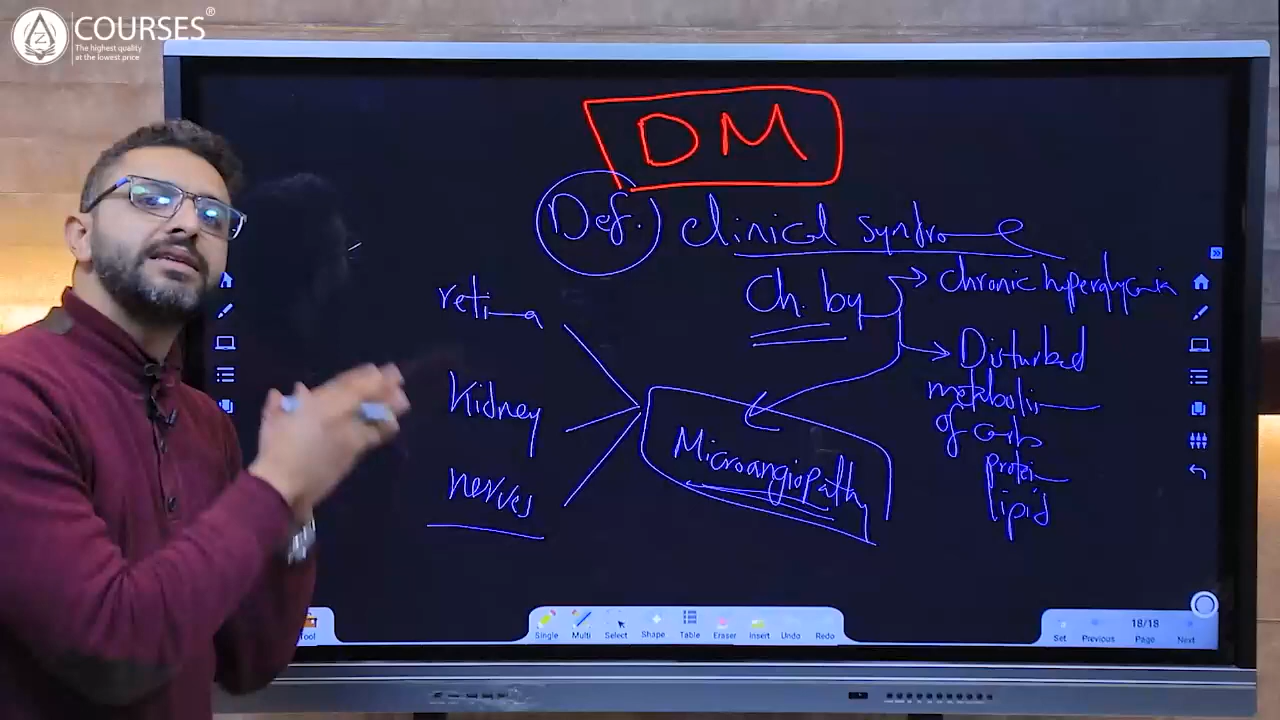 COURSES®
The highest quality
at the lowest price
DM
Def.) clinical syndrome
Ch. by
chronic hyperglycemia
Disturbed
metabolism
of carb
protein
lipid
Microangiopathy
retina
Kidney
nerves
Tool
Single Multi Select Shape Table Eraser Insert Undo Redo
18/18
Set Previous Page Next